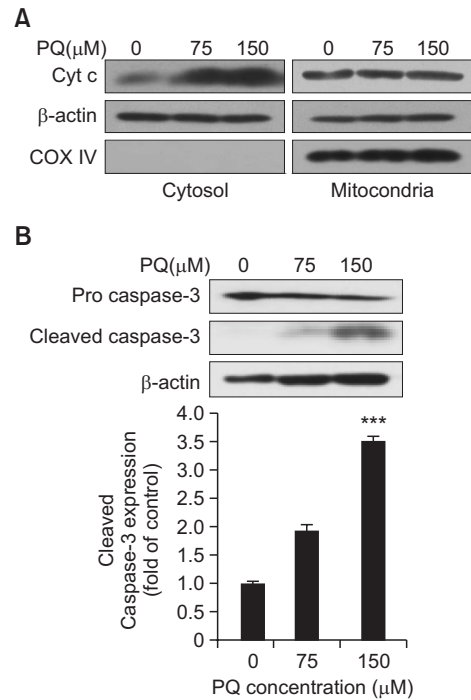 A
PQ(μM) 0 75 150 0 75 150
Cyt c
β-actin
COX IV
Cytosol Mitocondria
B
PQ(μM) 0 75 150
Pro caspase-3
Cleaved caspase-3
β-actin
Cleaved
Caspase-3 expression
(fold of control)
4.0
3.5
3.0
2.5
2.0
1.5
1.0
0.5
0
***
0 75 150
PQ concentration (μM)